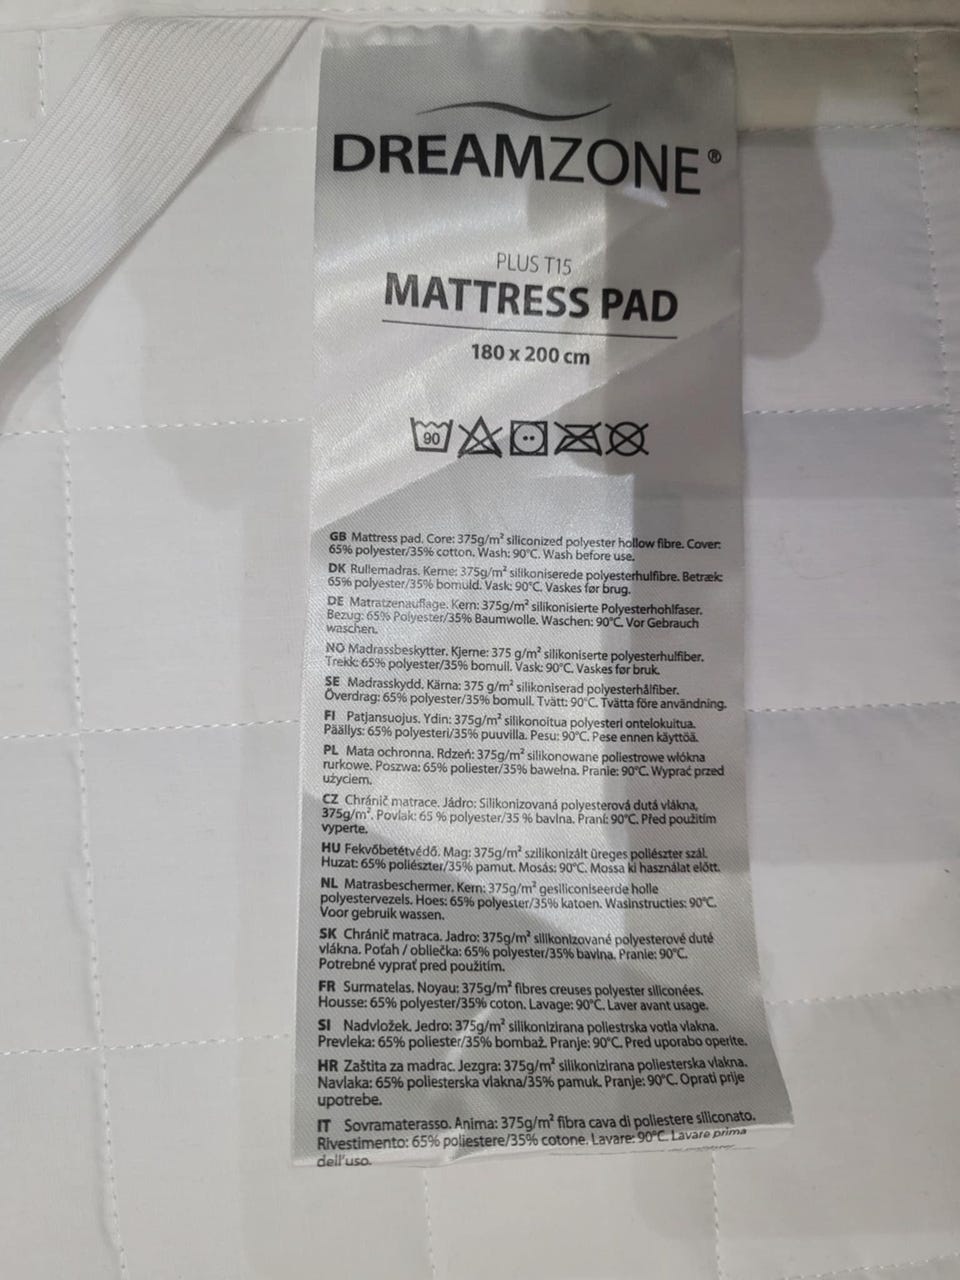 DREAMZONE®
PLUS T15
MATTRESS PAD
180 x 200 cm
90
GB Mattress pad. Core: 375g/m² siliconized polyester hollow fibre. Cover:
65% polyester/35% cotton. Wash: 90°C. Wash before use.
DK Rullemadras. Kerne: 375g/m² silikoniserede polyesterhulfibre. Betræk:
65% polyester/35% bomuld. Vask: 90°C. Vaskes før brug.
DE Matratzenauflage. Kern: 375g/m² silikonisierte Polyesterhohlfaser.
Bezug: 65% Polyester/35% Baumwolle. Waschen: 90°C. Vor Gebrauch
waschen.
NO Madrassbeskytter. Kjerne: 375 g/m² silikoniserte polyesterhulfiber.
Trekk: 65% polyester/35% bomull. Vask: 90°C. Vaskes før bruk.
SE Madrasskydd. Kärna: 375 g/m² silikoniserad polyesterhålfiber.
Överdrag: 65% polyester/35% bomull. Tvätt: 90°C. Tvätta före användning.
FI Patjansuojus. Ydin: 375g/m² silikonoitua polyesteri ontelokuitua.
Päällys: 65% polyesteri/35% puuvilla. Pesu: 90°C. Pese ennen käyttöä.
PL Mata ochronna. Rdzeń: 375g/m² silikonowane poliestrowe włókna
rurkowe. Poszwa: 65% poliester/35% bawełna. Pranie: 90°C. Wyprać przed
użyciem.
CZ Chránič matrace. Jádro: Silikonizovaná polyesterová dutá vlákna,
375g/m². Povlak: 65 % polyester/35 % bavlna. Praní: 90°C. Před použitím
vyperte.
HU Fekvőbetétvédő. Mag: 375g/m² szilikonizált üreges poliészter szál.
Huzat: 65% poliészter/35% pamut. Mosás: 90°C. Mossa ki használat előtt.
NL Matrasbeschermer. Kern: 375g/m² gesiliconiseerde holle
polyestervezels. Hoes: 65% polyester/35% katoen. Wasinstructies: 90°C.
Voor gebruik wassen.
SK Chránič matraca. Jadro: 375g/m² silikonizované polyesterové duté
vlákna. Poťah / obliečka: 65% polyester/35% bavlna. Pranie: 90°C.
Potrebné vyprať pred použitím.
FR Surmatelas. Noyau: 375g/m² fibres creuses polyester siliconées.
Housse: 65% polyester/35% coton. Lavage: 90°C. Laver avant usage.
SI Nadvložek. Jedro: 375g/m² silikonizirana poliestrska votla vlakna.
Prevleka: 65% poliester/35% bombaž. Pranje: 90°C. Pred uporabo operite.
HR Zaštita za madrac. Jezgra: 375g/m² silikonizirana poliesterska vlakna.
Navlaka: 65% poliesterska vlakna/35% pamuk. Pranje: 90°C. Oprati prije
upotrebe.
IT Sovramaterasso. Anima: 375g/m² fibra cava di poliestere siliconato.
Rivestimento: 65% poliestere/35% cotone. Lavare: 90°C. Lavare prima
dell'uso.